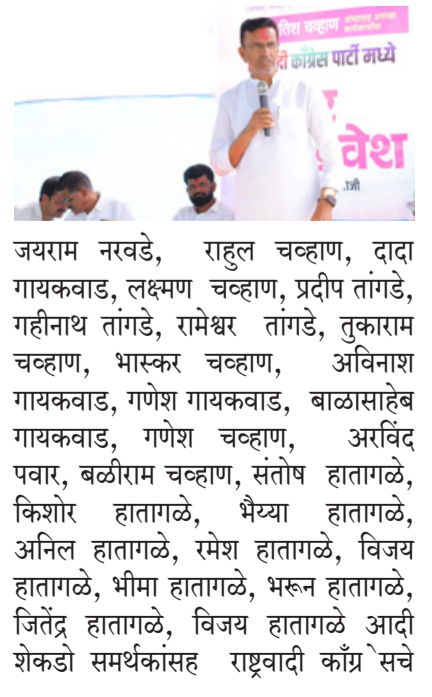 तिश चव्हाण
दी काँग्रेस पार्टी मध्ये
वेश
जयराम नरवडे, राहुल चव्हाण, दादा
गायकवाड, लक्ष्मण चव्हाण, प्रदीप तांगडे,
गहीनाथ तांगडे, रामेश्वर तांगडे, तुकाराम
चव्हाण, भास्कर चव्हाण, अविनाश
गायकवाड, गणेश गायकवाड, बाळासाहेब
गायकवाड, गणेश चव्हाण, अरविंद
पवार, बळीराम चव्हाण, संतोष हातागळे,
किशोर हातागळे, भैय्या हातागळे,
अनिल हातागळे, रमेश हातागळे, विजय
हातागळे, भीमा हातागळे, भरून हातागळे,
जितेंद्र हातागळे, विजय हातागळे आदी
शेकडो समर्थकांसह राष्ट्रवादी काँग्रेसचे